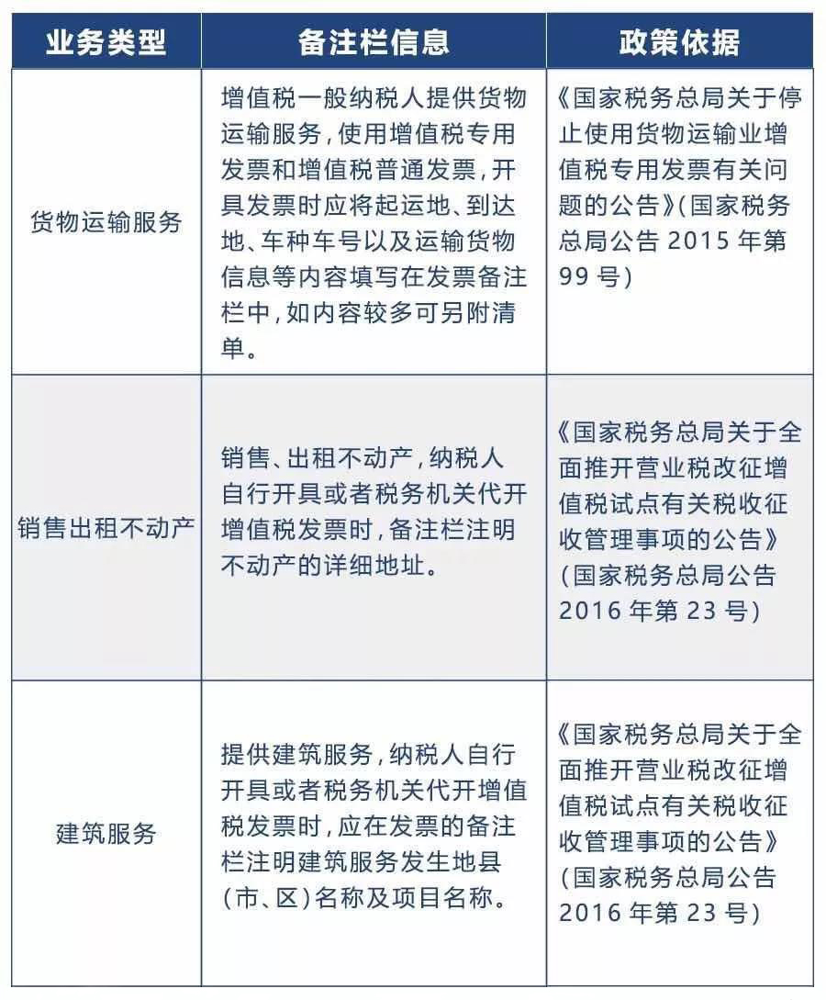 业务类型
备注栏信息
政策依据
货物运输服务
增值税一般纳税人提供货物
运输服务,使用增值税专用
发票和增值税普通发票,开
具发票时应将起运地、到达
地、车种车号以及运输货物
信息等内容填写在发票备注
栏中,如内容较多可另附清
单。
《国家税务总局关于停
止使用货物运输业增
值税专用发票有关问
题的公告》(国家税务
总局公告 2015 年第
99 号)
销售出租不动产
销售、出租不动产,纳税人
自行开具或者税务机关代开
增值税发票时,备注栏注明
不动产的详细地址。
《国家税务总局关于全
面推开营业税改征增
值税试点有关税收征
收管理事项的公告》
(国家税务总局公告
2016 年第 23 号)
建筑服务
提供建筑服务,纳税人自行
开具或者税务机关代开增值
税发票时,应在发票的备注
栏注明建筑服务发生地县
(市、区)名称及项目名称。
《国家税务总局关于全
面推开营业税改征增
值税试点有关税收征
收管理事项的公告》
(国家税务总局公告
2016 年第 23 号)